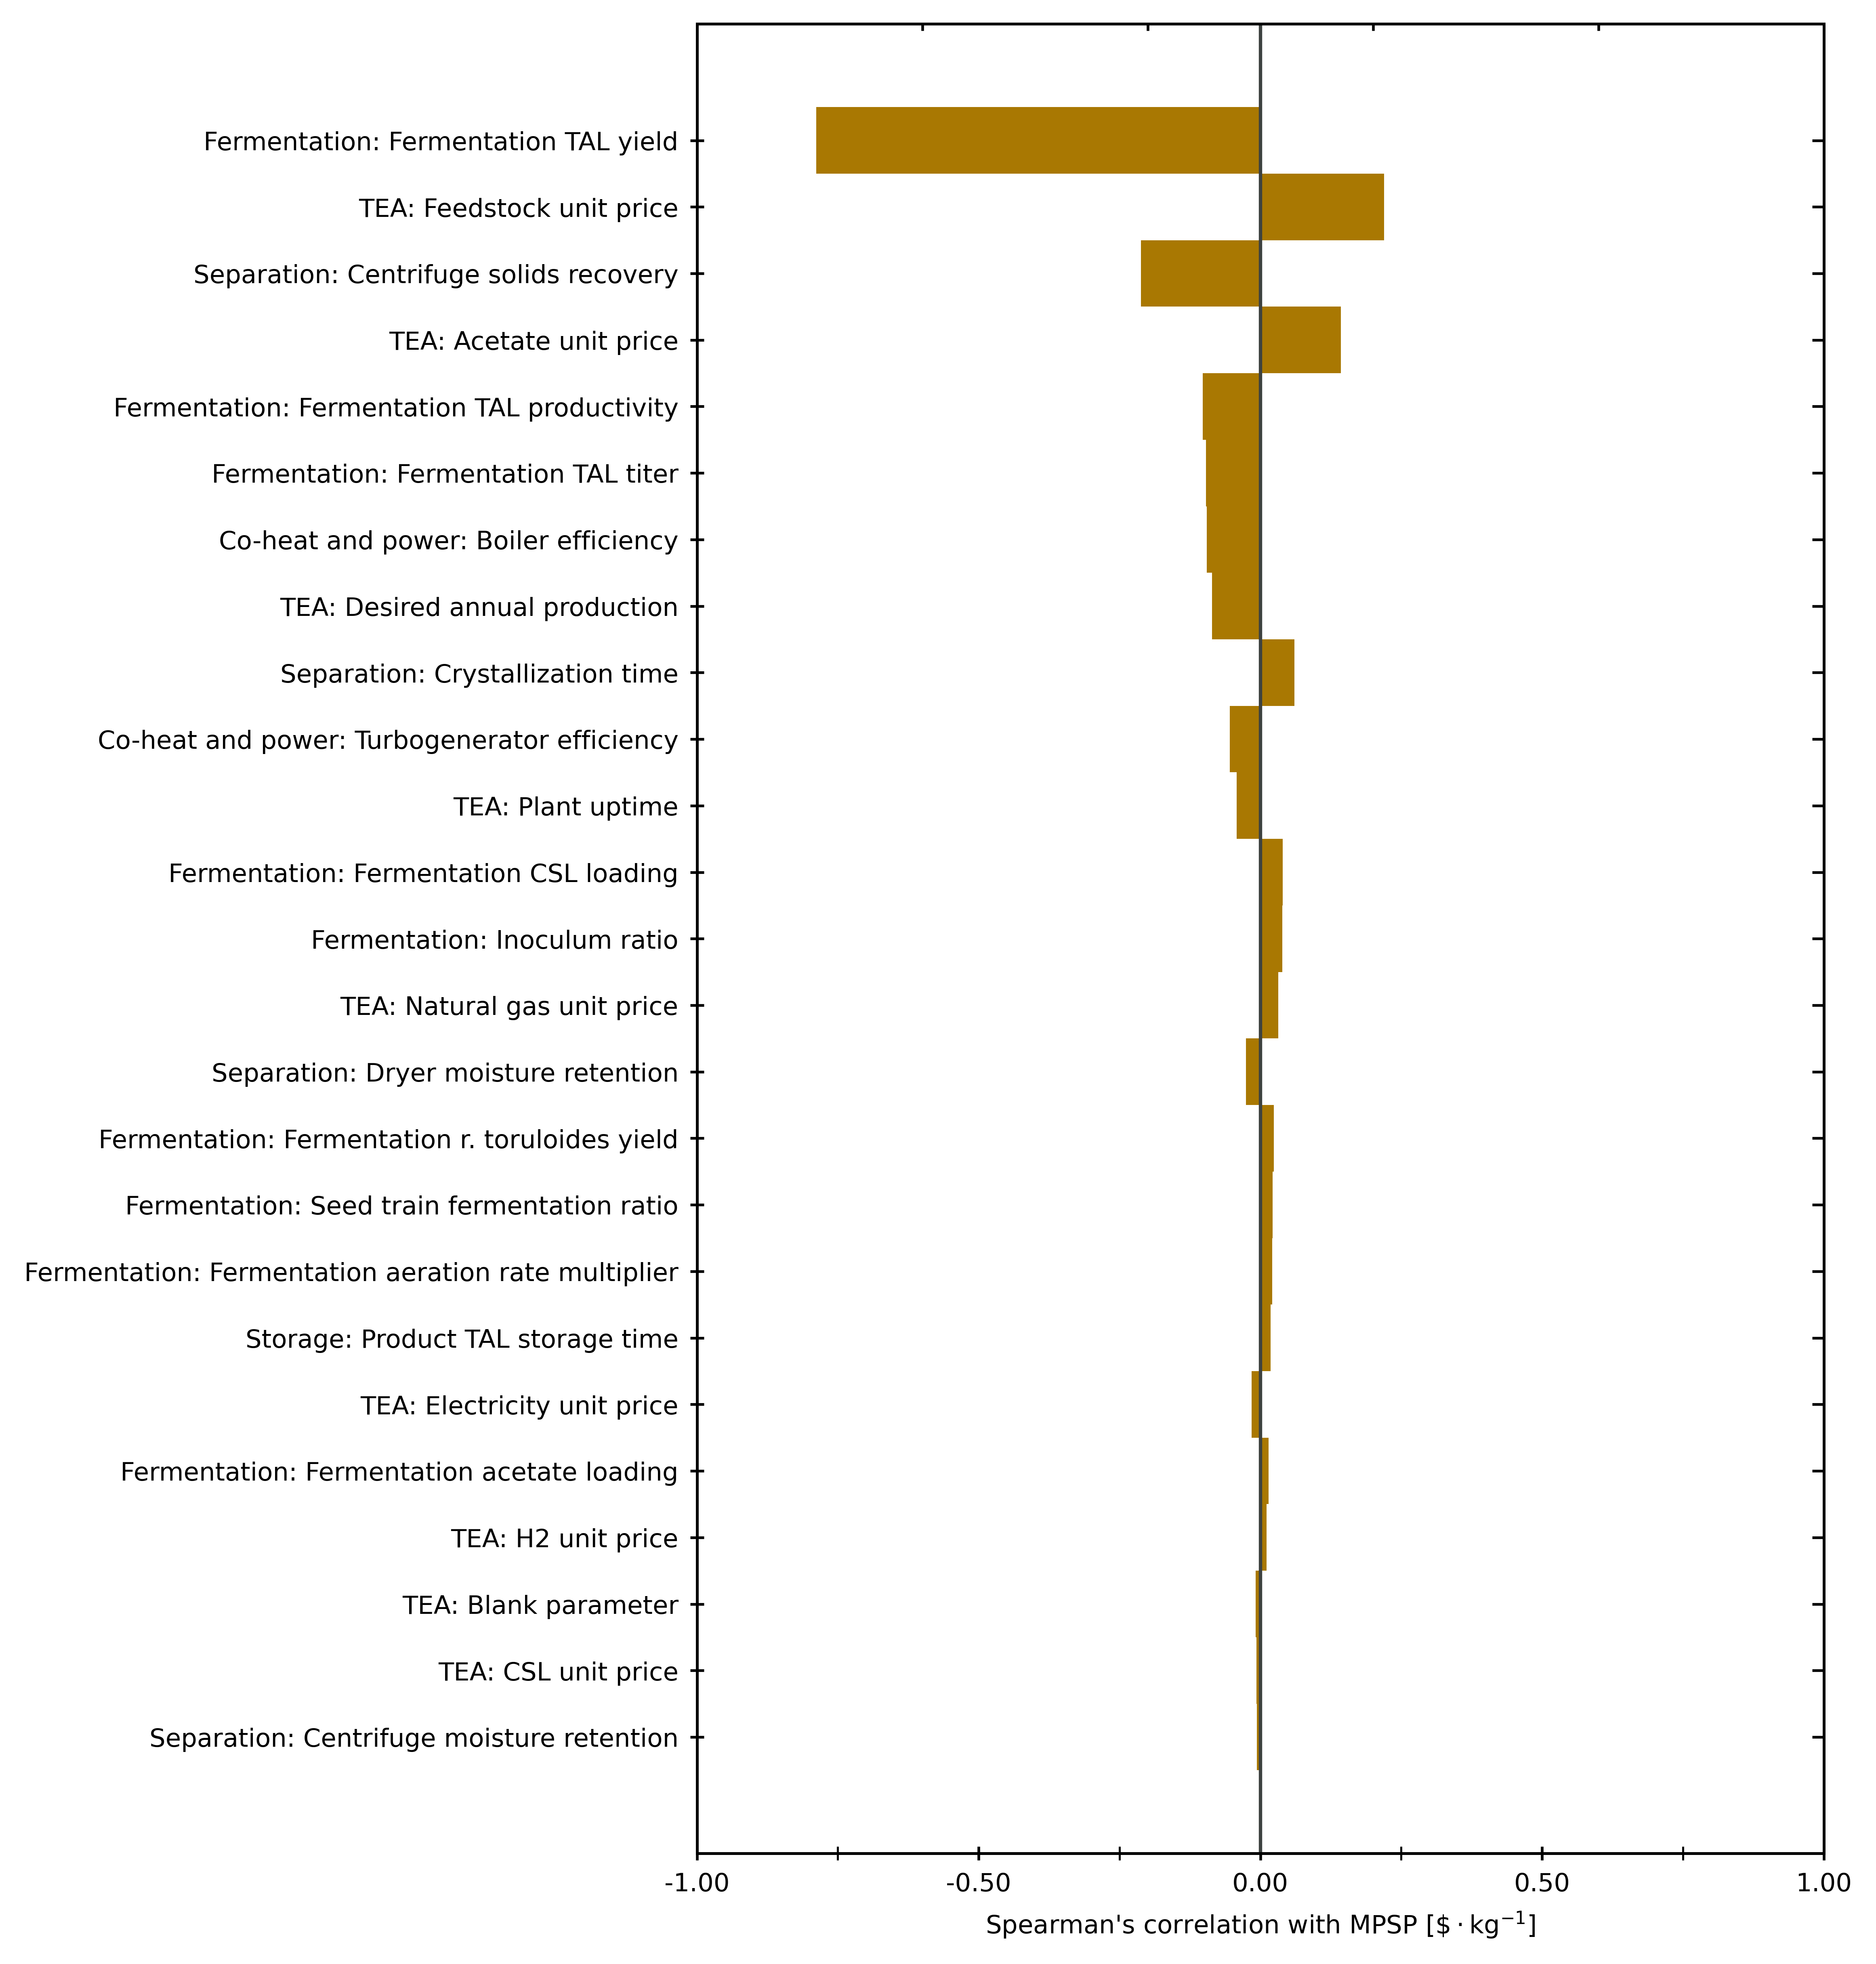 Fermentation: Fermentation TAL yield
TEA: Feedstock unit price
Separation: Centrifuge solids recovery
TEA: Acetate unit price
Fermentation: Fermentation TAL productivity
Fermentation: Fermentation TAL titer
Co-heat and power: Boiler efficiency
TEA: Desired annual production
Separation: Crystallization time
Co-heat and power: Turbogenerator efficiency
TEA: Plant uptime
Fermentation: Fermentation CSL loading
Fermentation: Inoculum ratio
TEA: Natural gas unit price
Separation: Dryer moisture retention
Fermentation: Fermentation r. toruloides yield
Fermentation: Seed train fermentation ratio
Fermentation: Fermentation aeration rate multiplier
Storage: Product TAL storage time
TEA: Electricity unit price
Fermentation: Fermentation acetate loading
TEA: H2 unit price
TEA: Blank parameter
TEA: CSL unit price
Separation: Centrifuge moisture retention
-1.00 -0.50 0.00 0.50 1.00
Spearman's correlation with MPSP [$·kg⁻¹]